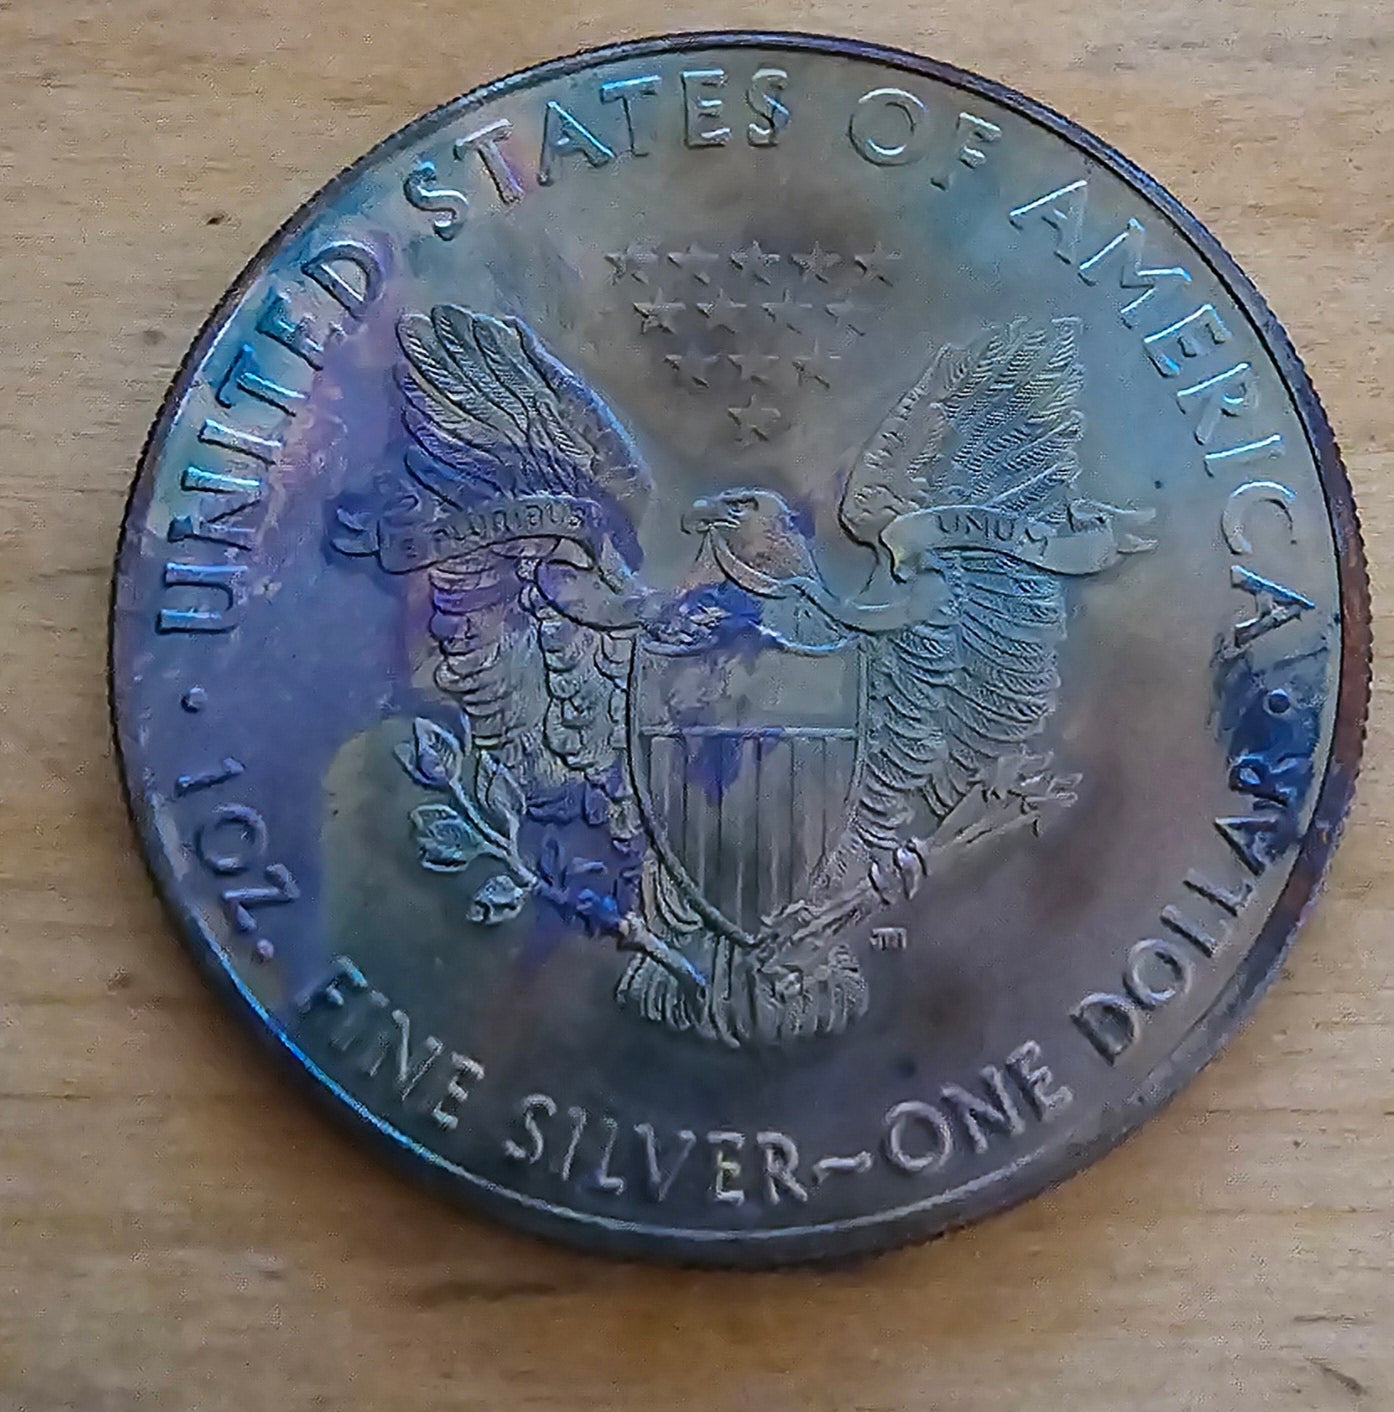 UNITED STATES OF AMERICA
E PLURIBUS UNUM
· 1 OZ. FINE SILVER~ONE DOLLAR ·